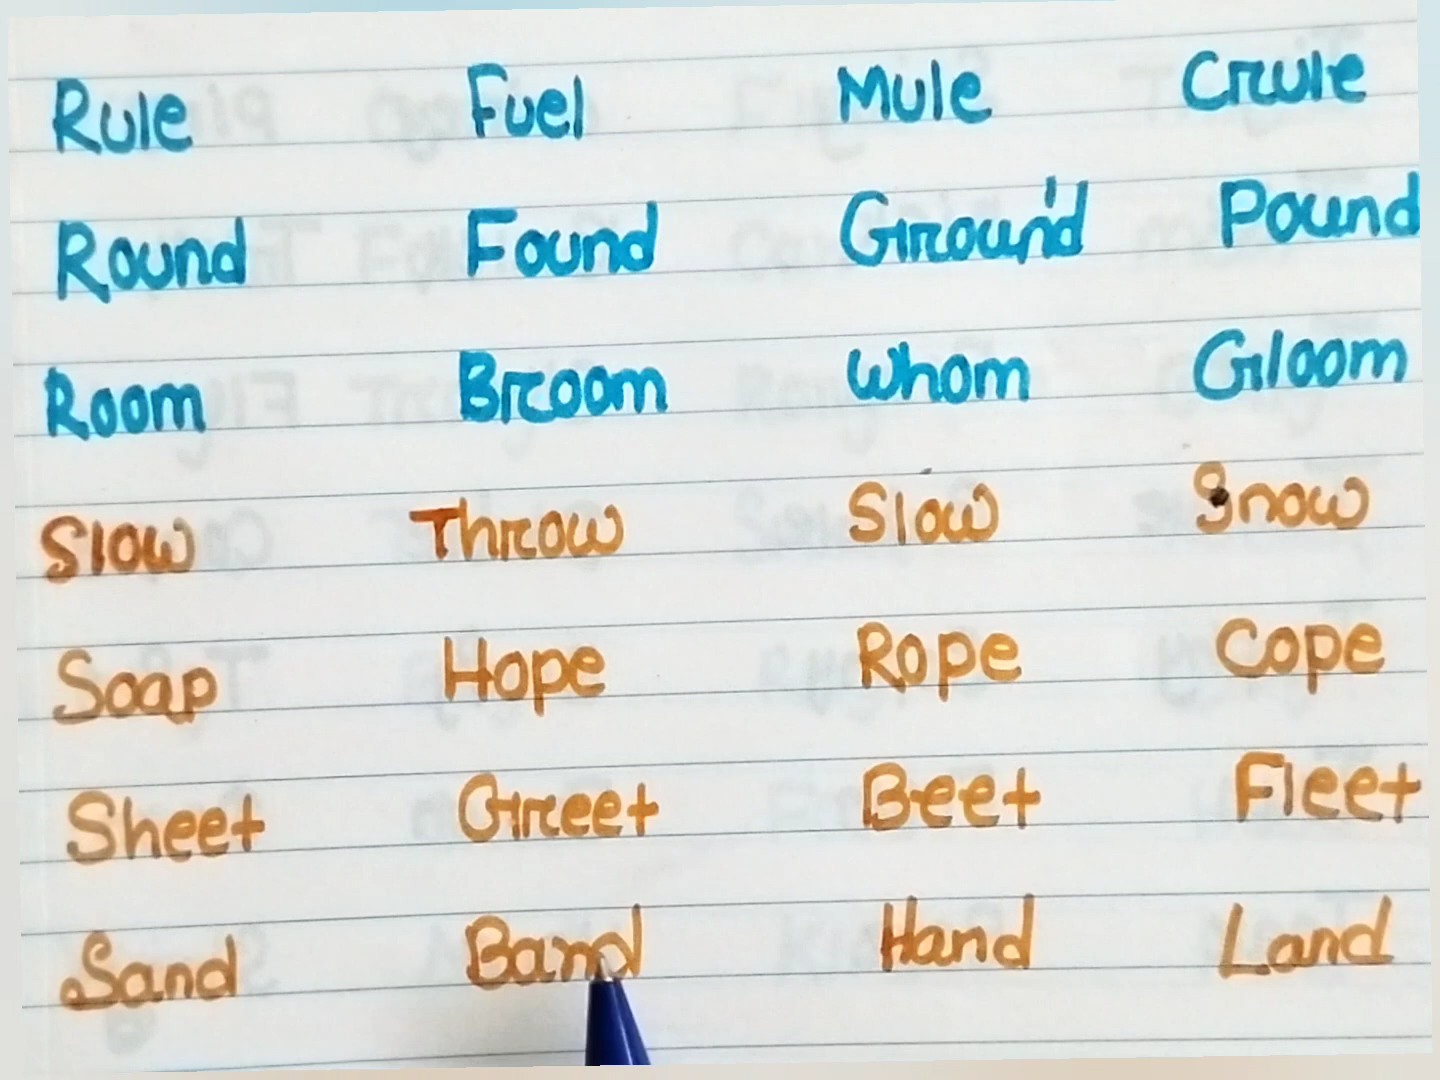 Rule Fuel Mule Crule
Round Found Ground Pound
Room Broom Whom Gloom
Slow Throw Slow Snow
Soap Hope Rope Cope
Sheet Greet Beet Fleet
Sand Band Hand Land